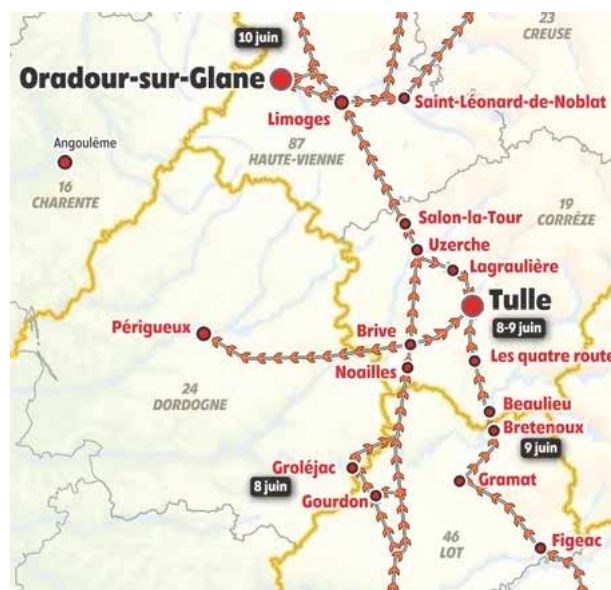 23
CREUSE
10 juin
Oradour-sur-Glane
Saint-Léonard-de-Noblat
Limoges
Angoulême
87
HAUTE-VIENNE
16
CHARENTE
19
CORRÈZE
Salon-la-Tour
Uzerche
Lagraulière
Tulle
8-9 juin
Périgueux
Brive
Les quatre route
Noailles
24
DORDOGNE
Beaulieu
Bretenoux
9 juin
Groléjac
8 juin
Gramat
Gourdon
46
LOT
Figeac